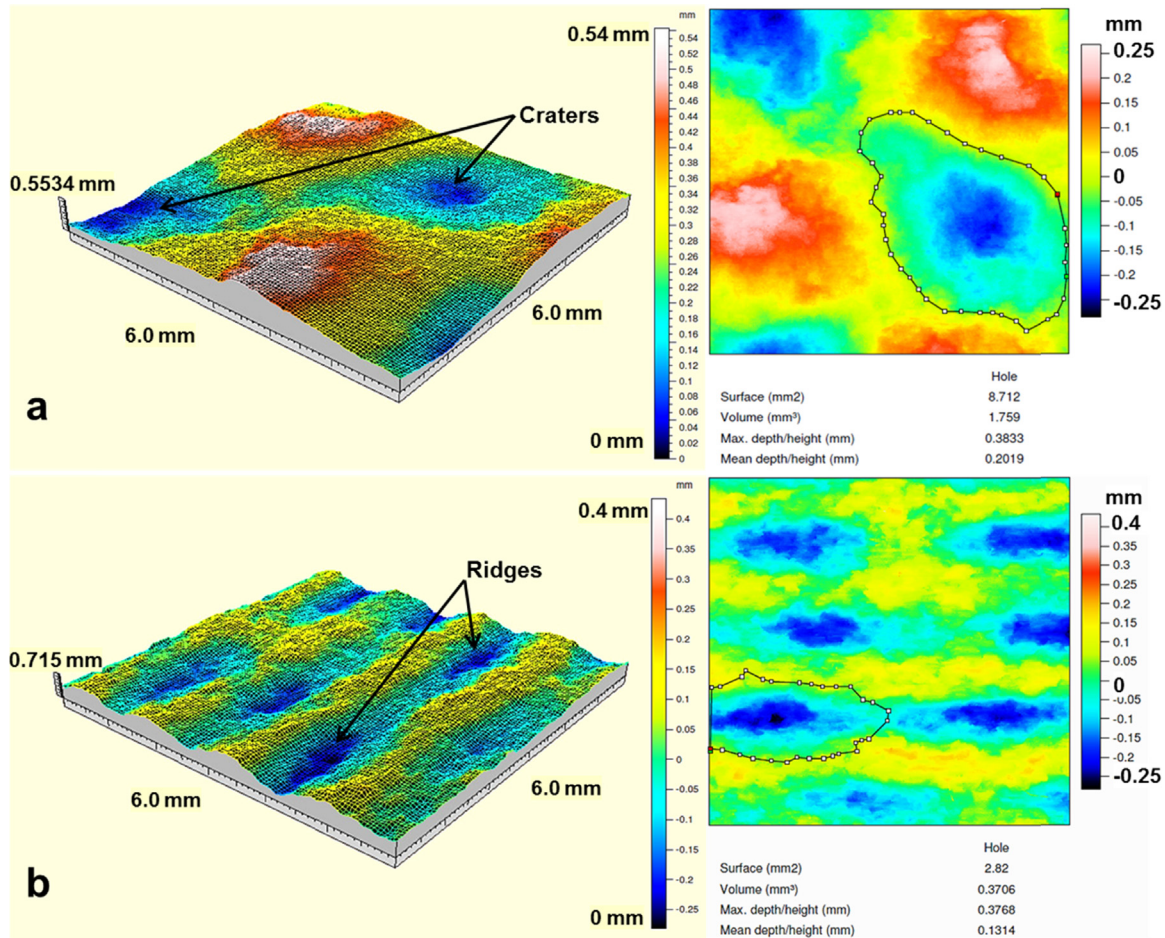 0.54 mm
mm
0.54
0.52
0.5
0.48
0.46
0.44
0.42
0.4
0.38
0.36
0.34
0.32
0.3
0.28
0.26
0.24
0.22
0.2
0.18
0.16
0.14
0.12
0.1
0.08
0.06
0.04
0.02
0
Craters
0.5534 mm
6.0 mm
6.0 mm
0 mm
a
mm
0.25
0.2
0.15
0.1
0.05
0
-0.05
-0.1
-0.15
-0.2
-0.25
Hole
Surface (mm2) 8.712
Volume (mm³) 1.759
Max. depth/height (mm) 0.3833
Mean depth/height (mm) 0.2019
0.4 mm
mm
0.4
0.35
0.3
0.25
0.2
0.15
0.1
0.05
0
-0.05
-0.1
-0.15
-0.2
-0.25
Ridges
0.715 mm
6.0 mm
6.0 mm
0 mm
b
mm
0.4
0.35
0.3
0.25
0.2
0.15
0.1
0.05
0
-0.05
-0.1
-0.15
-0.2
-0.25
Hole
Surface (mm2) 2.82
Volume (mm³) 0.3706
Max. depth/height (mm) 0.3768
Mean depth/height (mm) 0.1314